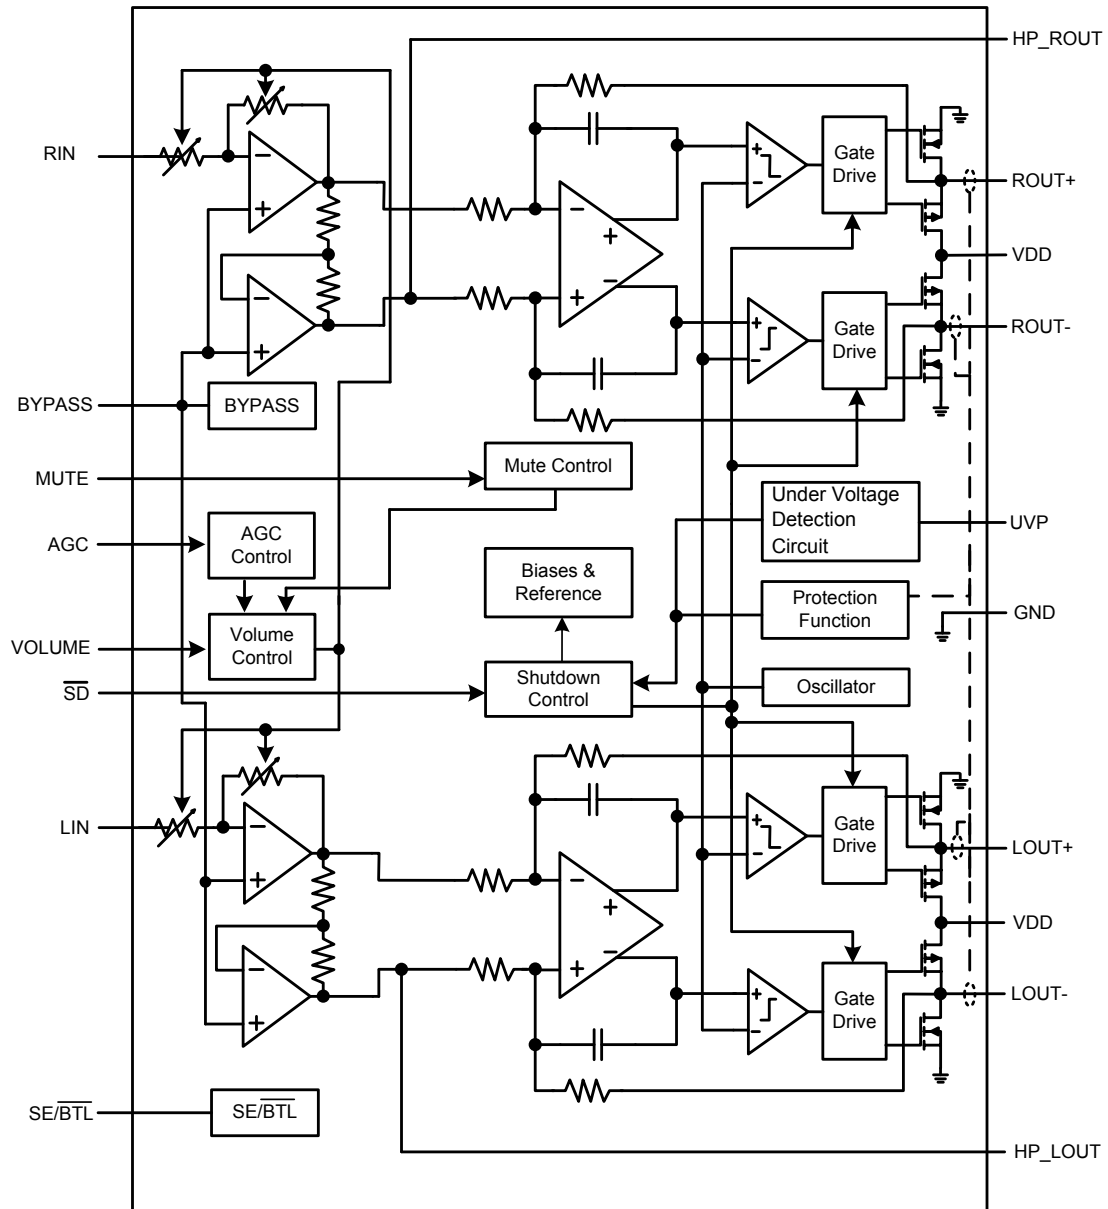 HP_ROUT
RIN
Gate
Drive
ROUT+
VDD
Gate
Drive
ROUT-
BYPASS
BYPASS
MUTE
Mute Control
Under Voltage
Detection
Circuit
UVP
AGC
AGC
Control
Biases &
Reference
Protection
Function
GND
VOLUME
Volume
Control
SD
Shutdown
Control
Oscillator
LIN
Gate
Drive
LOUT+
VDD
Gate
Drive
LOUT-
SE/BTL
SE/BTL
HP_LOUT